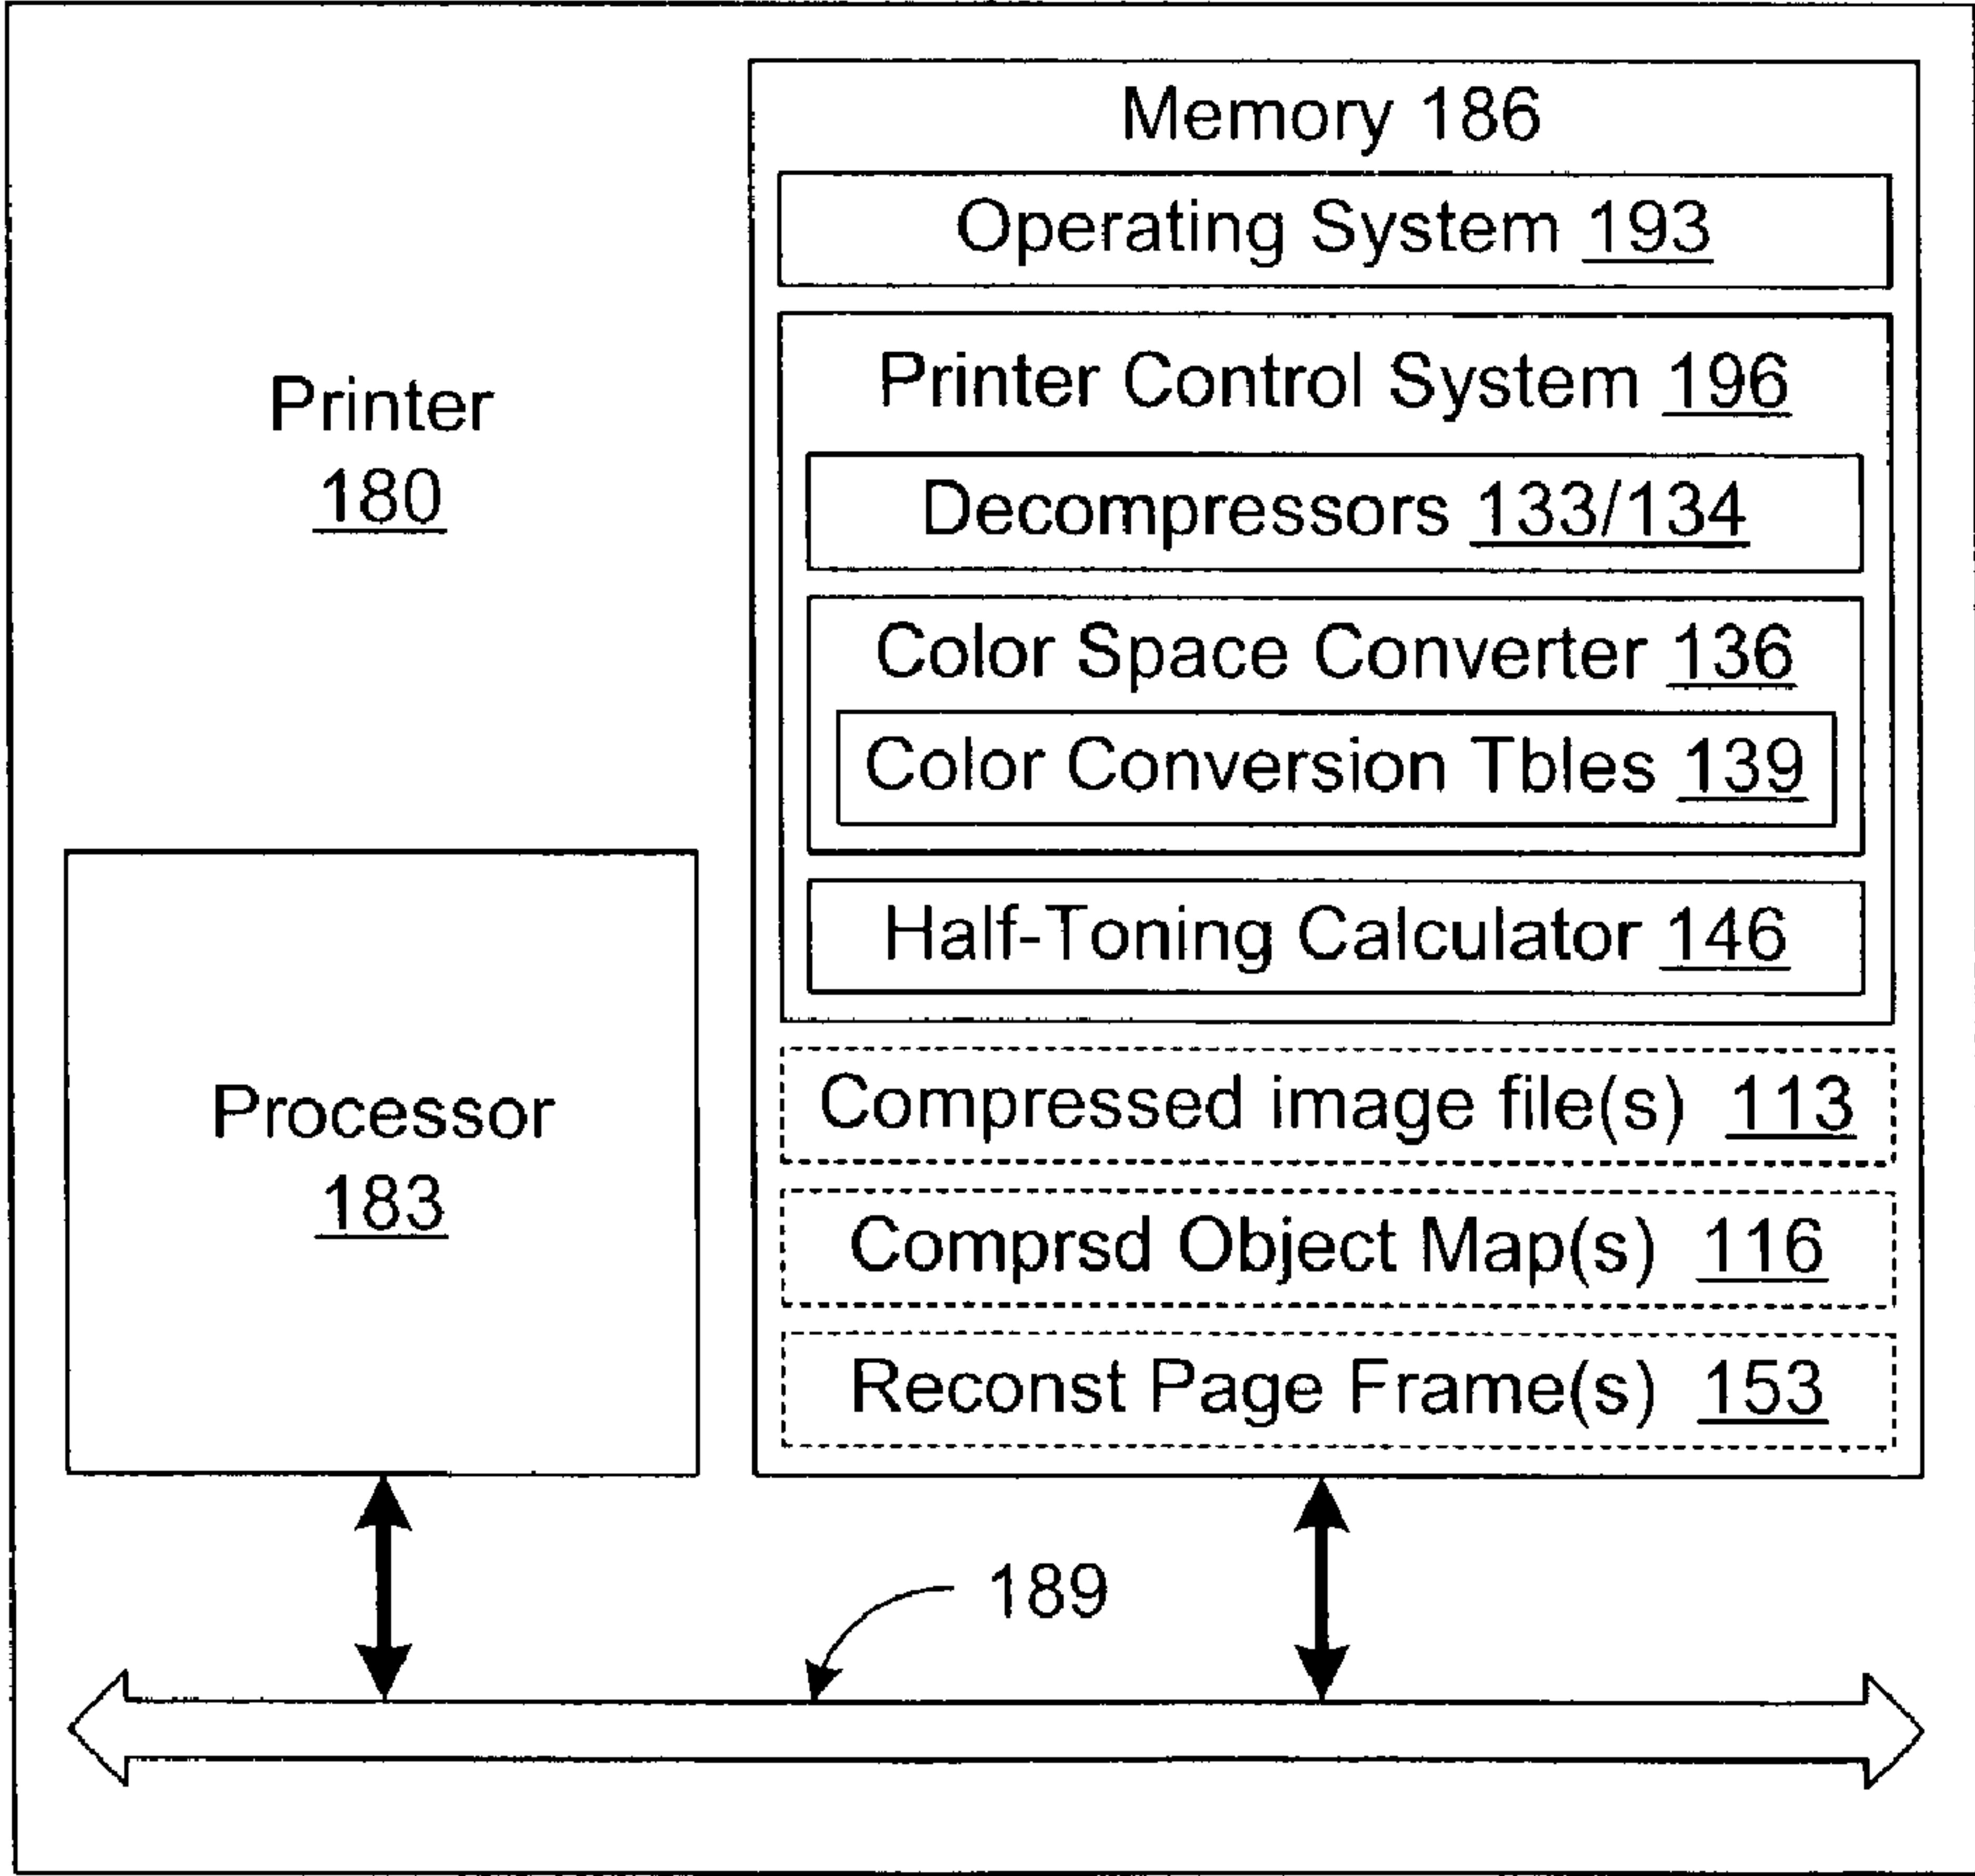 Memory 186
Operating System 193
Printer Control System 196
Printer
180
Decompressors 133/134
Color Space Converter 136
Color Conversion Tbles 139
Half-Toning Calculator 146
Processor
183
Compressed image file(s) 113
Comprsd Object Map(s) 116
Reconst Page Frame(s) 153
189